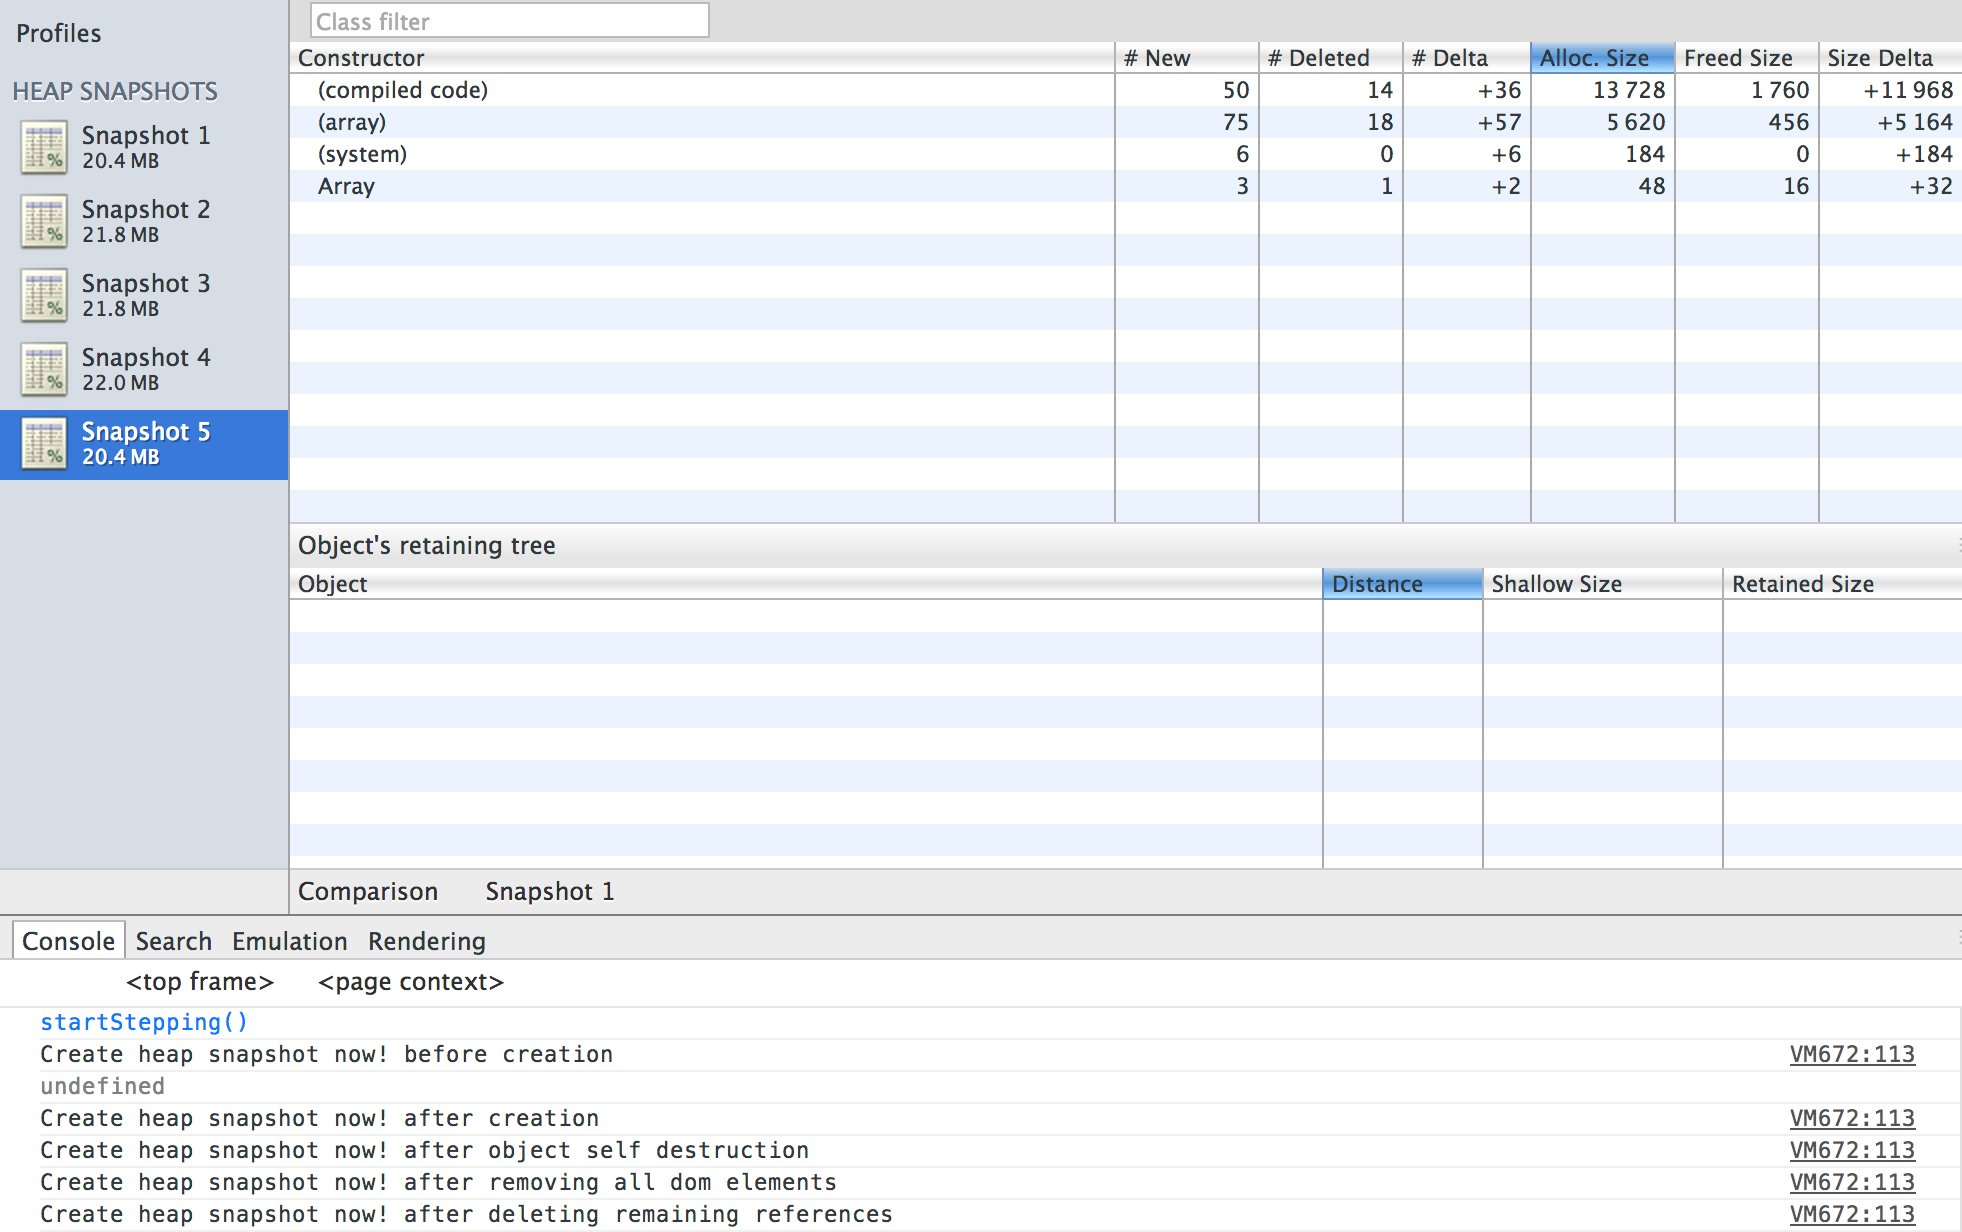 Profiles
HEAP SNAPSHOTS
Snapshot 1
20.4 MB
Snapshot 2
21.8 MB
Snapshot 3
21.8 MB
Snapshot 4
22.0 MB
Snapshot 5
20.4 MB
Class filter
Constructor # New # Deleted # Delta Alloc. Size Freed Size Size Delta
(compiled code) 50 14 +36 13 728 1 760 +11 968
(array) 75 18 +57 5 620 456 +5 164
(system) 6 0 +6 184 0 +184
Array 3 1 +2 48 16 +32
Object's retaining tree
Object Distance Shallow Size Retained Size
Comparison Snapshot 1
Console Search Emulation Rendering
<top frame> <page context>
startStepping()
Create heap snapshot now! before creation VM672:113
undefined
Create heap snapshot now! after creation VM672:113
Create heap snapshot now! after object self destruction VM672:113
Create heap snapshot now! after removing all dom elements VM672:113
Create heap snapshot now! after deleting remaining references VM672:113